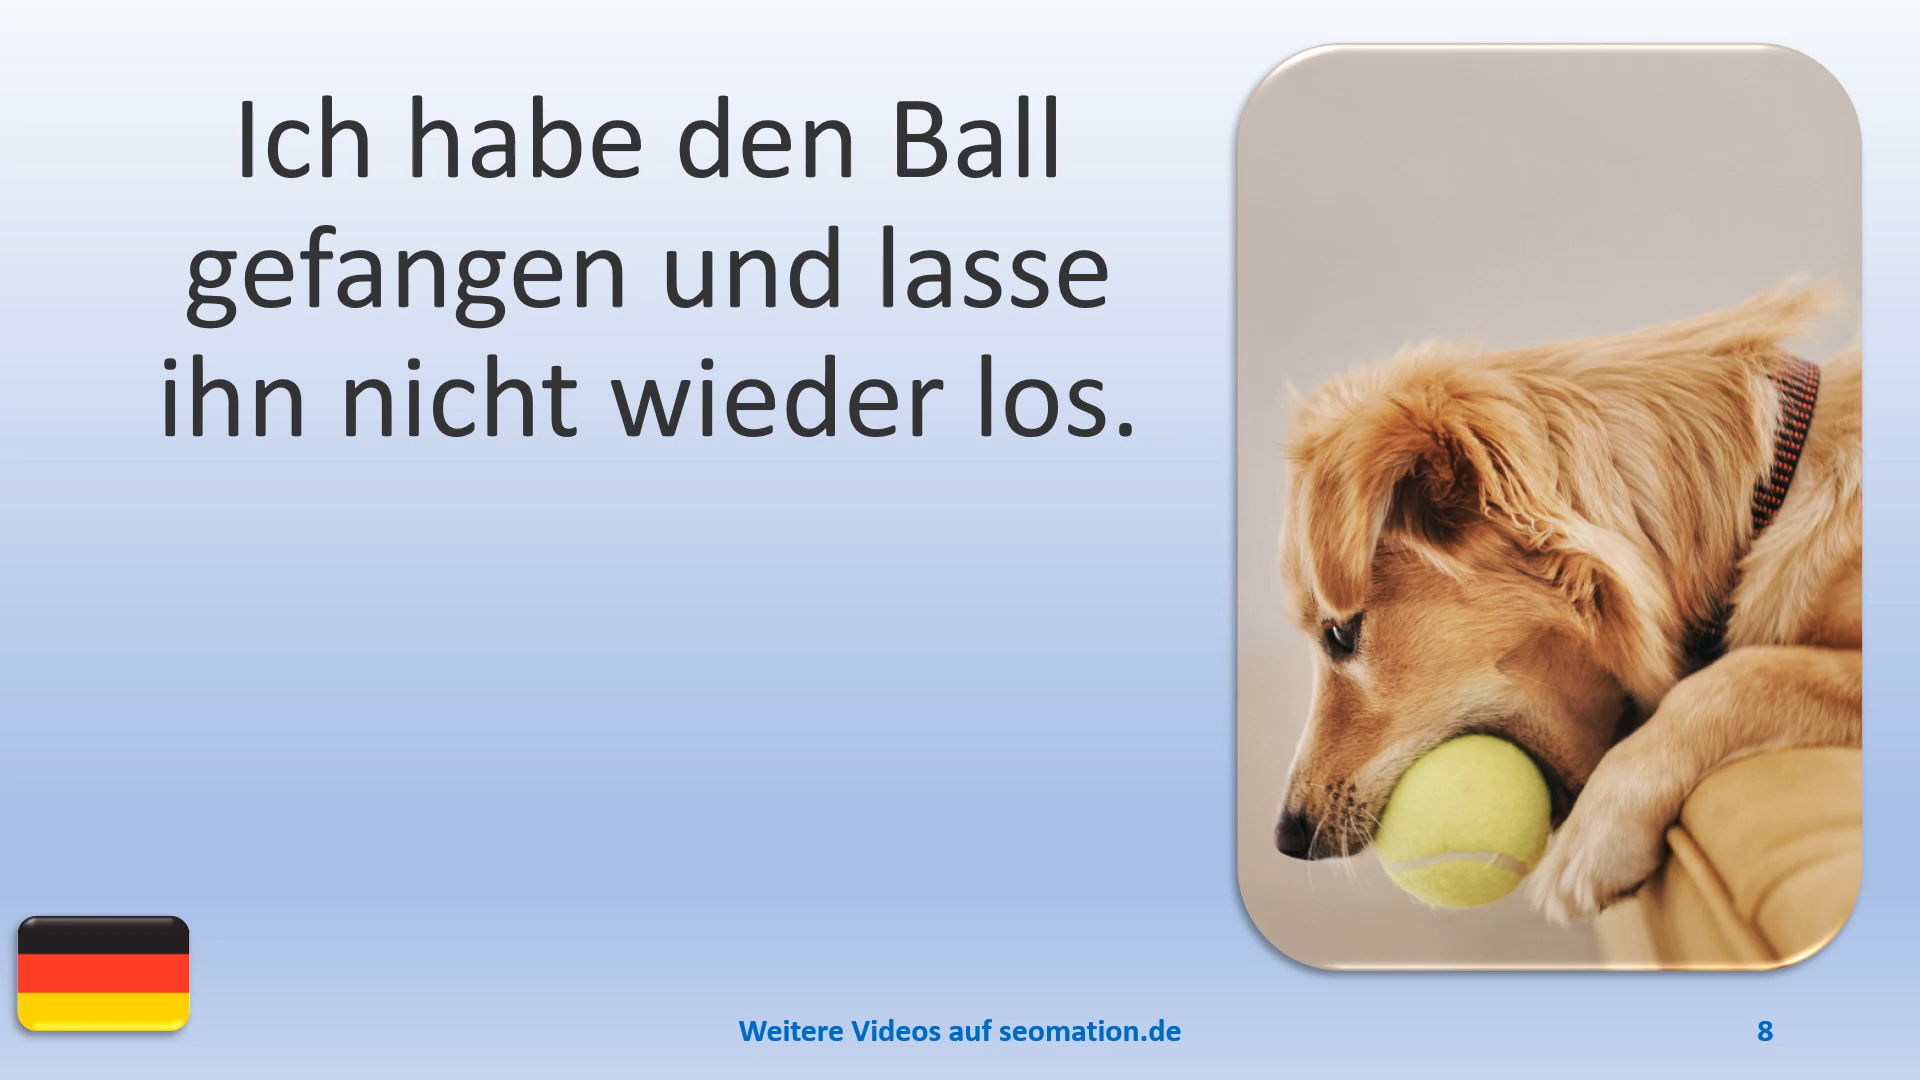 Ich habe den Ball
gefangen und lasse
ihn nicht wieder los.
Weitere Videos auf seomation.de
8